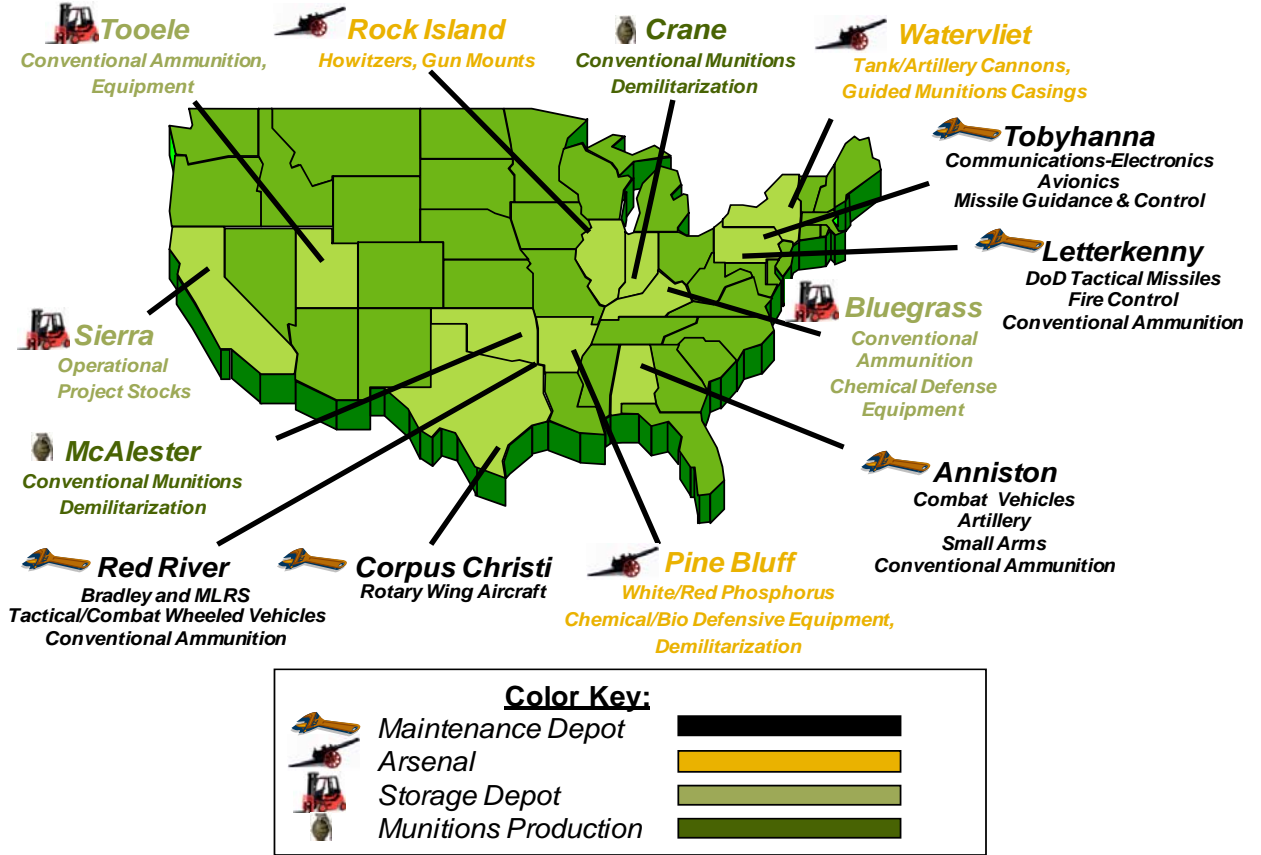 Tooele
Conventional Ammunition,
Equipment
Rock Island
Howitzers, Gun Mounts
Crane
Conventional Munitions
Demilitarization
Watervliet
Tank/Artillery Cannons,
Guided Munitions Casings
Tobyhanna
Communications-Electronics
Avionics
Missile Guidance & Control
Letterkenny
DoD Tactical Missiles
Fire Control
Conventional Ammunition
Bluegrass
Conventional
Ammunition
Chemical Defense
Equipment
Sierra
Operational
Project Stocks
McAlester
Conventional Munitions
Demilitarization
Anniston
Combat Vehicles
Artillery
Small Arms
Conventional Ammunition
Red River
Bradley and MLRS
Tactical/Combat Wheeled Vehicles
Conventional Ammunition
Corpus Christi
Rotary Wing Aircraft
Pine Bluff
White/Red Phosphorus
Chemical/Bio Defensive Equipment,
Demilitarization
Color Key:
Maintenance Depot
Arsenal
Storage Depot
Munitions Production